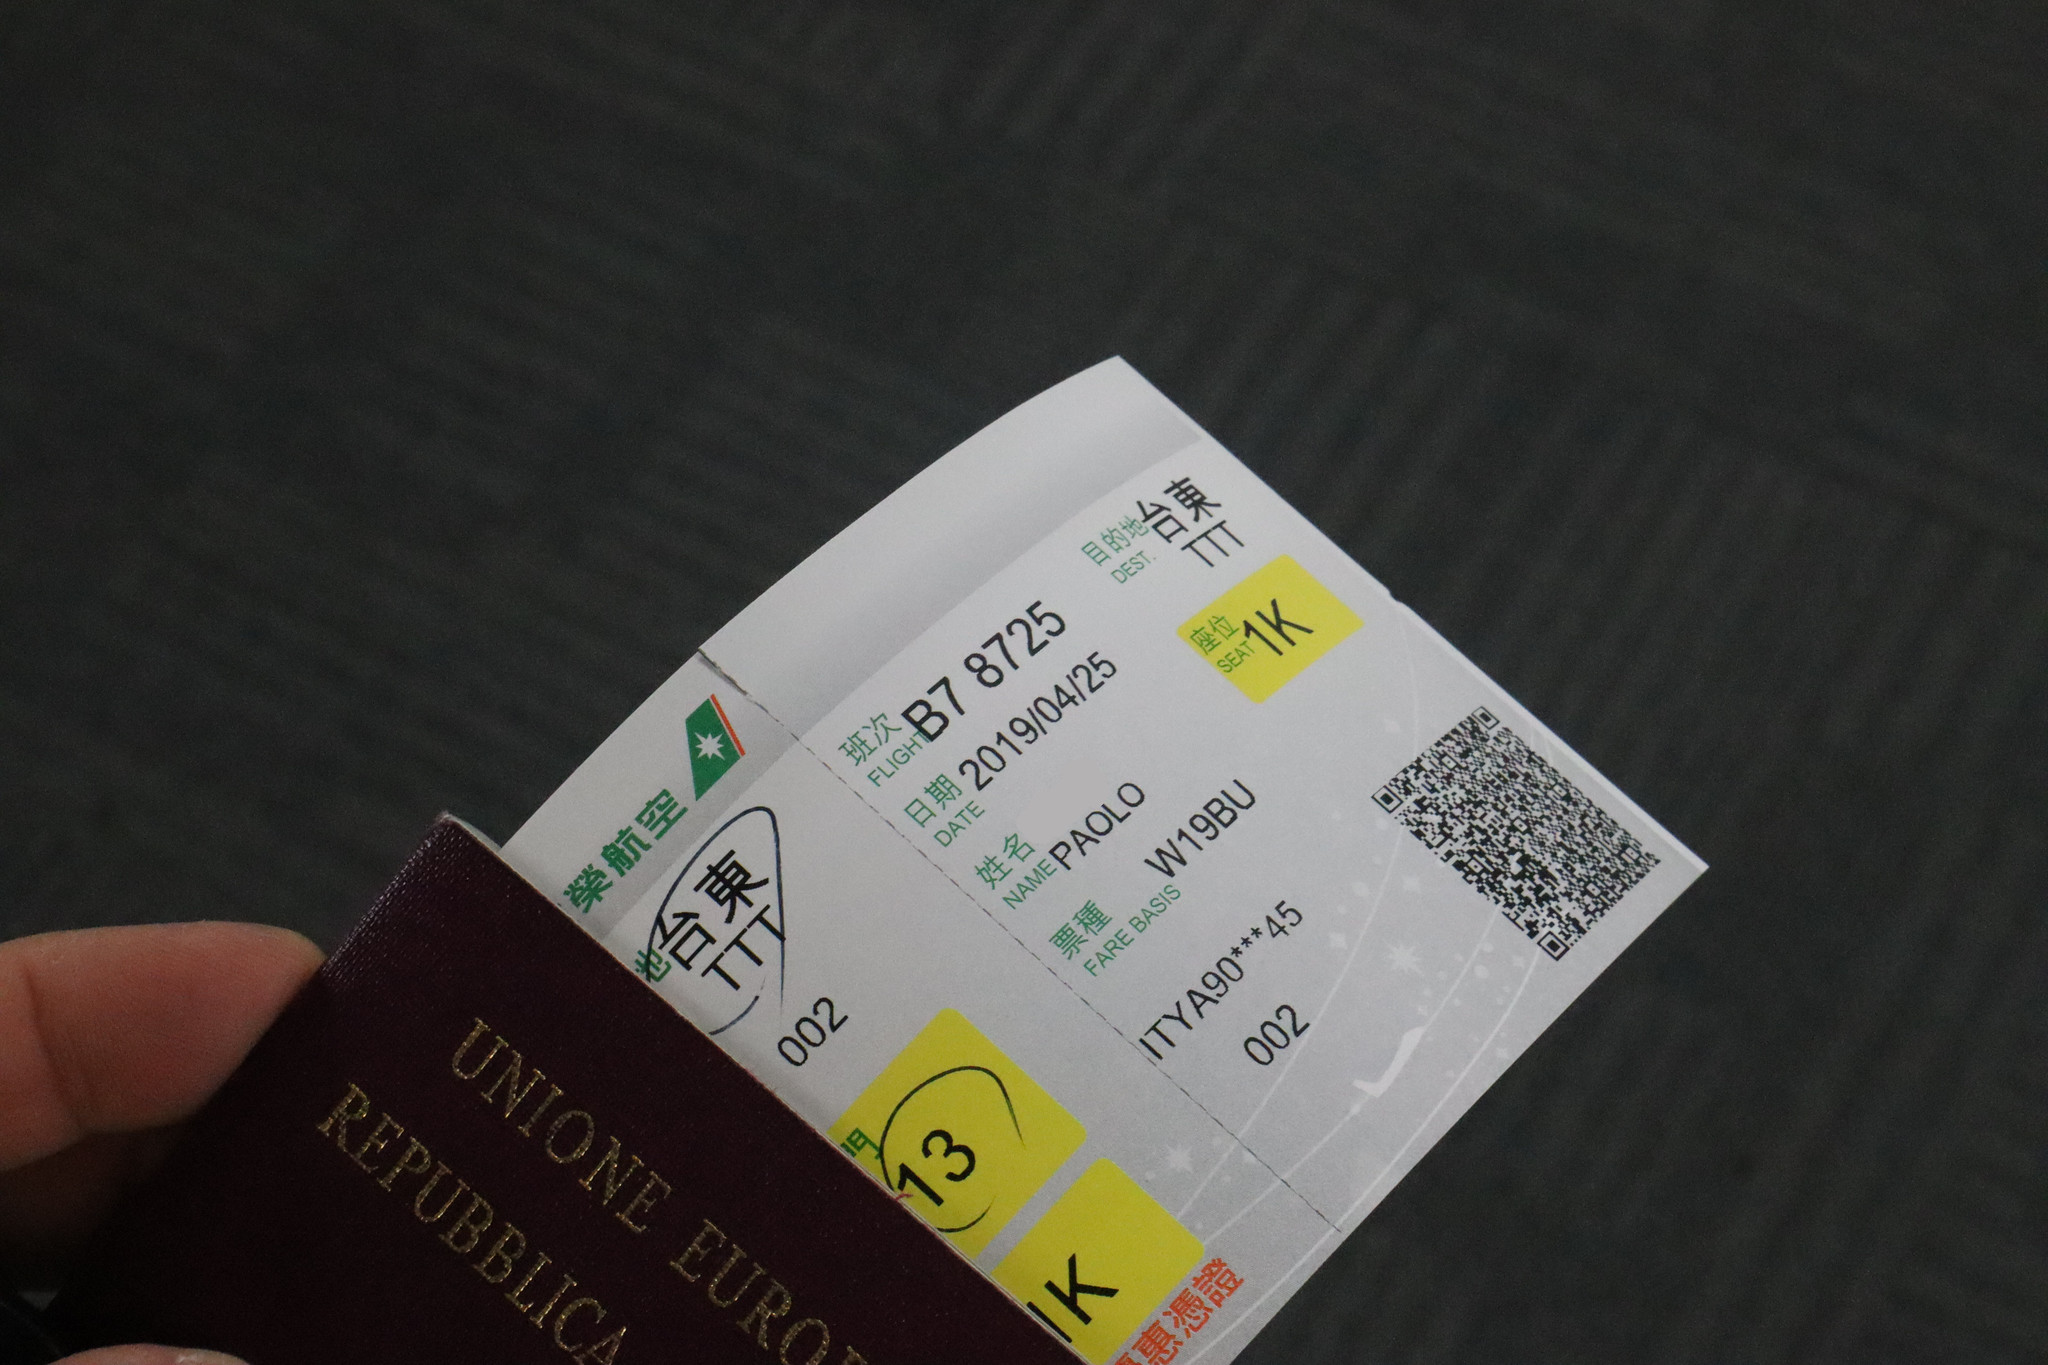 榮航空
地
台東
TTT
002
門
13
1K
惠憑證
班次
FLIGHT
B7 8725
目的地
DEST.
台東
TTT
日期
DATE
2019/04/25
座位
SEAT
1K
姓名
NAME
PAOLO
票種
FARE BASIS
W19BU
ITYA90***45
002
UNIONE EURO
REPUBBLICA